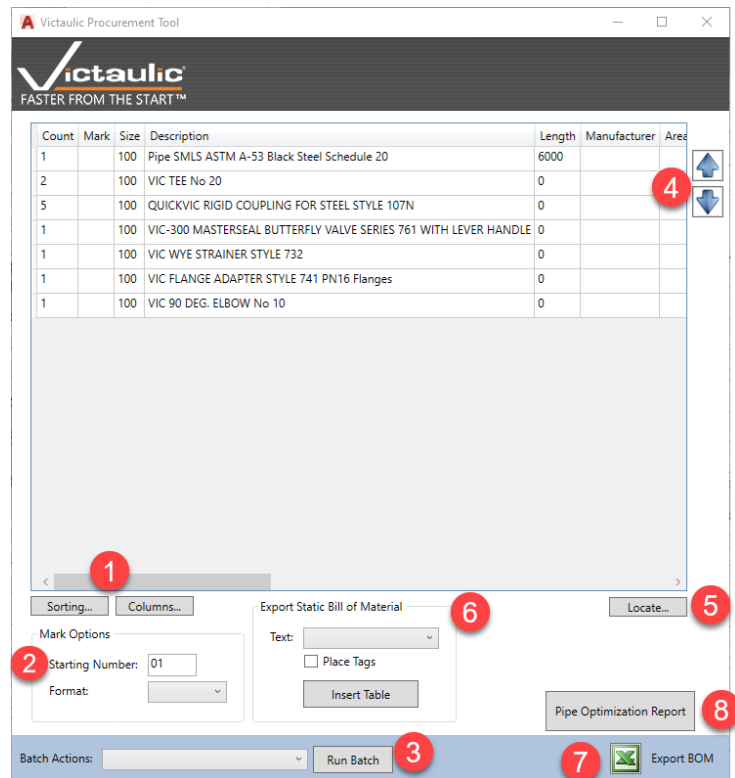 Victaulic Procurement Tool
Victaulic
FASTER FROM THE START™
Count Mark Size Description Length Manufacturer Area
1 100 Pipe SMLS ASTM A-53 Black Steel Schedule 20 6000
2 100 VIC TEE No 20 0
4
5 100 QUICKVIC RIGID COUPLING FOR STEEL STYLE 107N 0
1 100 VIC-300 MASTERSEAL BUTTERFLY VALVE SERIES 761 WITH LEVER HANDLE 0
1 100 VIC WYE STRAINER STYLE 732 0
1 100 VIC FLANGE ADAPTER STYLE 741 PN16 Flanges 0
1 100 VIC 90 DEG. ELBOW No 10 0
1
Sorting... Columns... Export Static Bill of Material 6 Locate... 5
Mark Options Text:
2 Starting Number: 01 Place Tags
Format: Insert Table
Pipe Optimization Report 8
Batch Actions: Run Batch 3 7 Export BOM